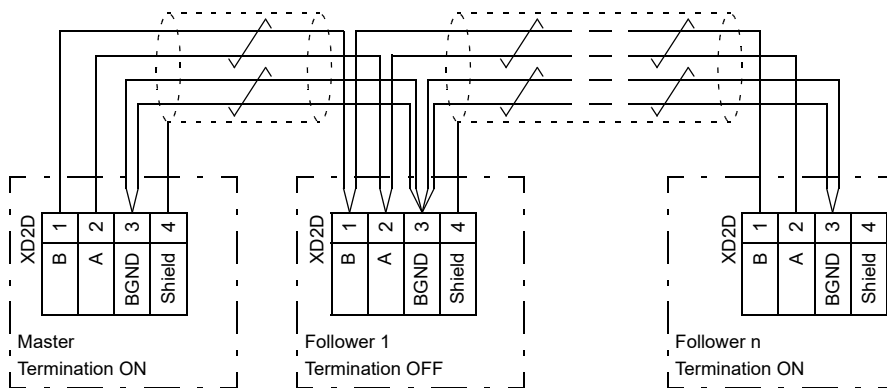 XD2D
1 2 3 4
B A BGND Shield
Master
Termination ON
XD2D
1 2 3 4
B A BGND Shield
Follower 1
Termination OFF
XD2D
1 2 3 4
B A BGND Shield
Follower n
Termination ON